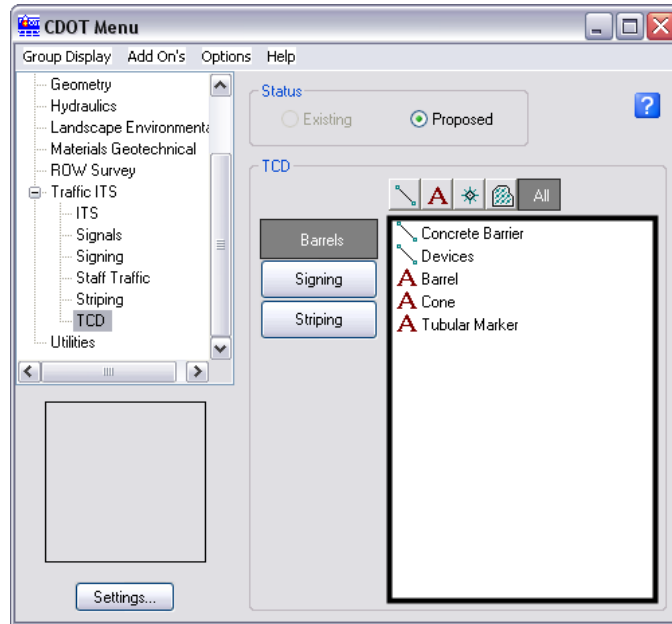 CDOT Menu
Group Display Add On's Options Help
Geometry
Hydraulics
Landscape Environment
Materials Geotechnical
ROW Survey
Traffic ITS
ITS
Signals
Signing
Staff Traffic
Striping
TCD
Utilities
Settings...
Status
Existing Proposed
?
TCD
A All
Barrels
Signing
Striping
Concrete Barrier
Devices
A Barrel
A Cone
A Tubular Marker